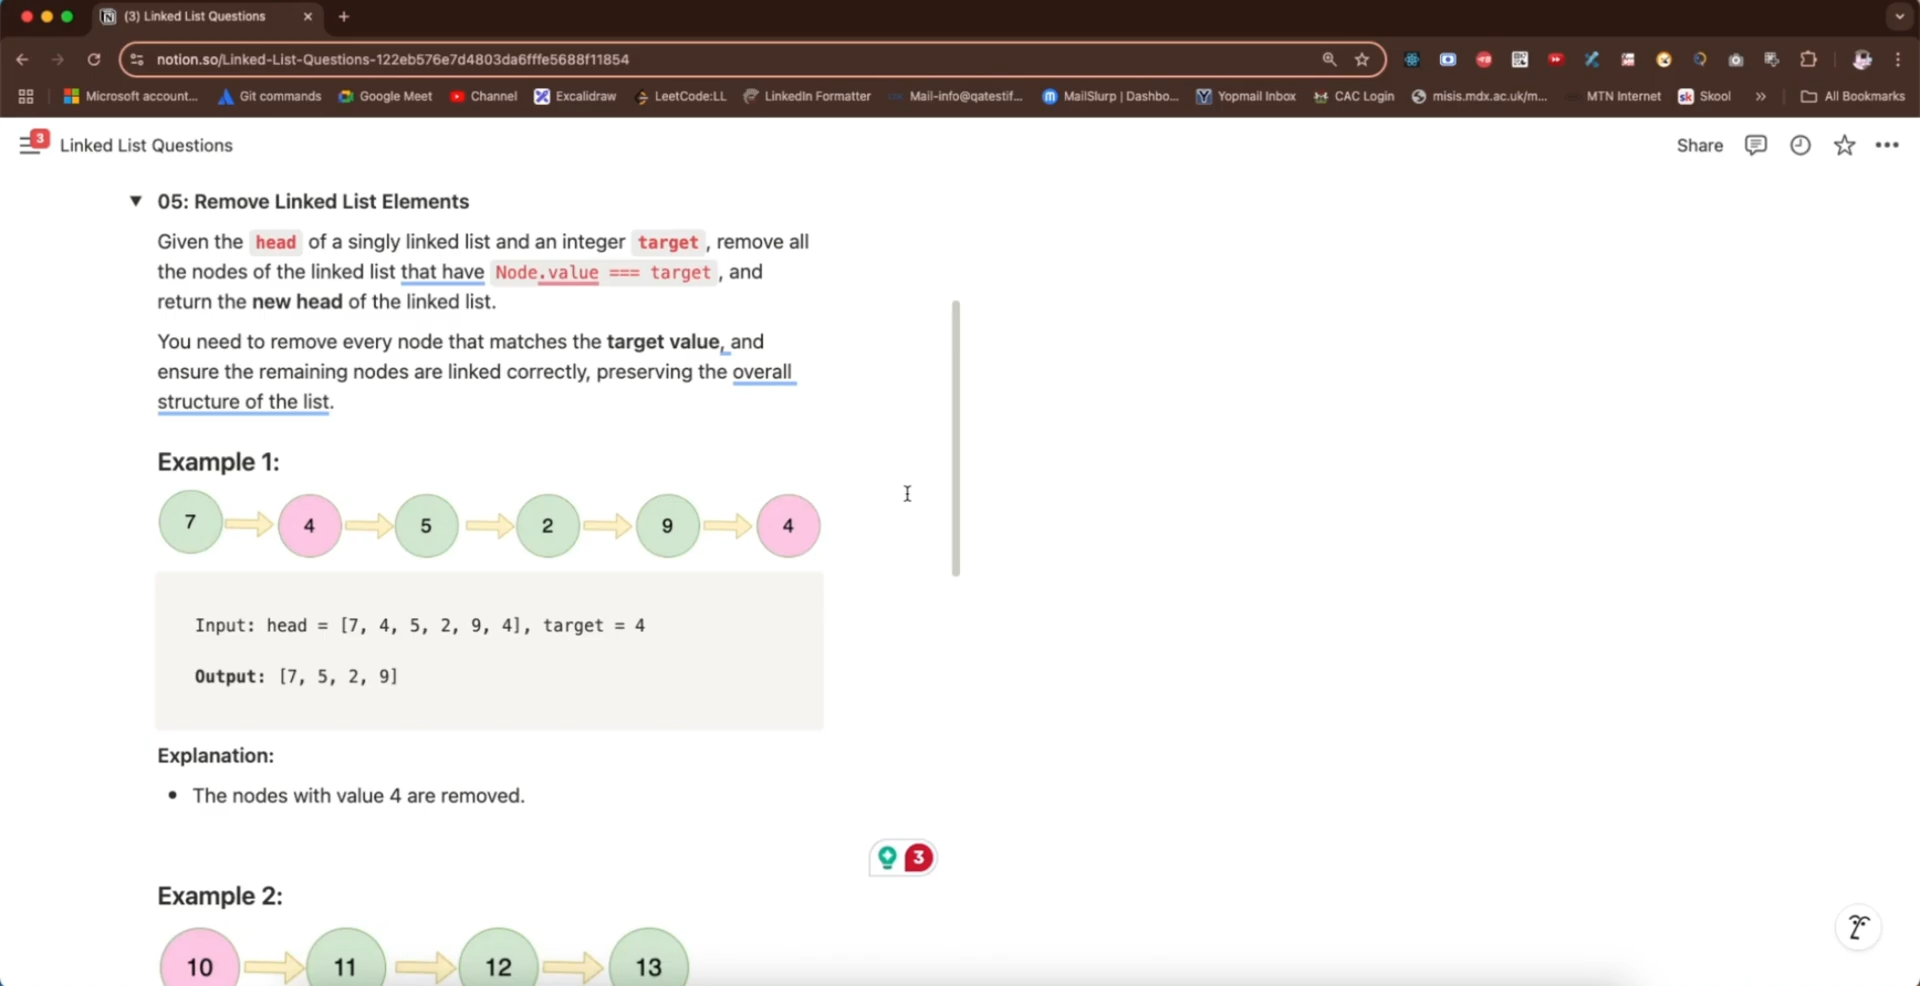 (3) Linked List Questions
notion.so/Linked-List-Questions-122eb576e7d4803da6fffe5688f11854
Microsoft account... Git commands Google Meet Channel Excalidraw LeetCode:LL LinkedIn Formatter Mail-info@qatestif... MailSlurp | Dashbo... Yopmail Inbox CAC Login misis.mdx.ac.uk/m... MTN Internet sk Skool » All Bookmarks
3 Linked List Questions Share
05: Remove Linked List Elements
Given the head of a singly linked list and an integer target, remove all
the nodes of the linked list that have Node.value === target, and
return the new head of the linked list.
You need to remove every node that matches the target value, and
ensure the remaining nodes are linked correctly, preserving the overall
structure of the list.
Example 1:
7 4 5 2 9 4
Input: head = [7, 4, 5, 2, 9, 4], target = 4
Output: [7, 5, 2, 9]
Explanation:
• The nodes with value 4 are removed.
3
Example 2:
10 11 12 13